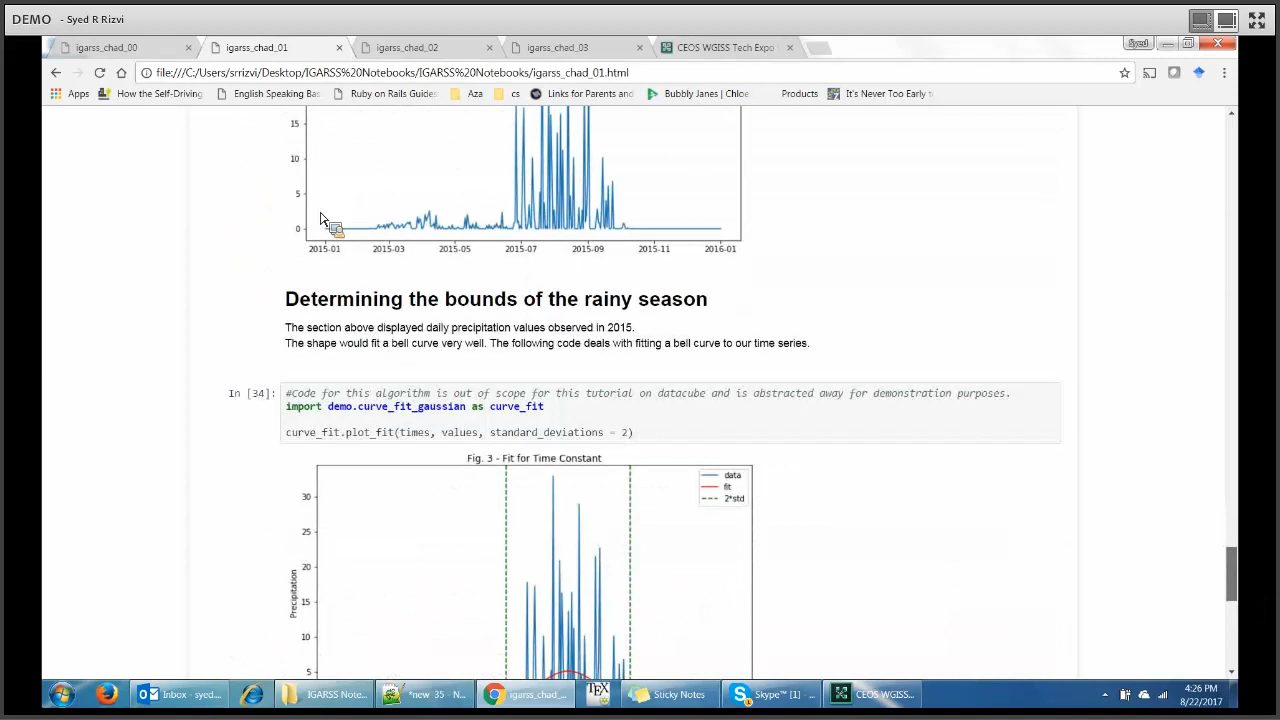 DEMO - Syed R Rizvi
igarss_chad_00
igarss_chad_01
igarss_chad_02
igarss_chad_03
CEOS WGISS Tech Expo
Syed
file:///C:/Users/srrizvi/Desktop/IGARSS%20Notebooks/IGARSS%20Notebooks/igarss_chad_01.html
Apps
How the Self-Driving
English Speaking Bas
Ruby on Rails Guides
Aza
cs
Links for Parents and
Bubbly Janes | Chloe
Products
It's Never Too Early t
15
10
5
0
2015-01 2015-03 2015-05 2015-07 2015-09 2015-11 2016-01
Determining the bounds of the rainy season
The section above displayed daily precipitation values observed in 2015.
The shape would fit a bell curve very well. The following code deals with fitting a bell curve to our time series.
In [34]: #Code for this algorithm is out of scope for this tutorial on datacube and is abstracted away for demonstration purposes.
import demo.curve_fit_gaussian as curve_fit
curve_fit.plot_fit(times, values, standard_deviations = 2)
Fig. 3 - Fit for Time Constant
data
fit
2*std
30
25
20
15
10
5
Precipitation
Inbox - syed....
IGARSS Note...
*new 35 - N...
igarss_chad_...
TEX
Sticky Notes
Skype™ [1] - ...
CEOS WGISS...
4:26 PM
8/22/2017